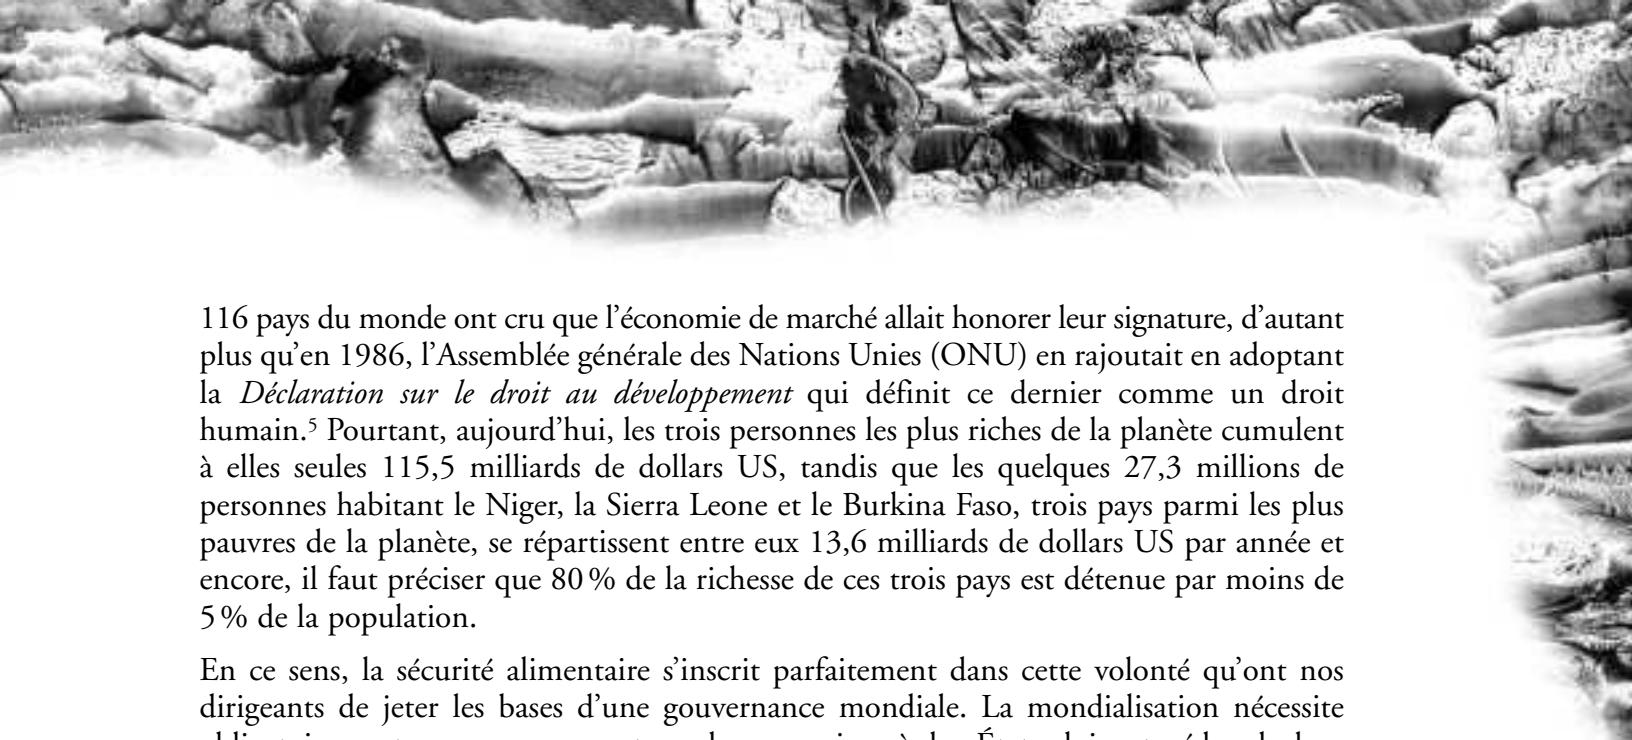 116 pays du monde ont cru que l’économie de marché allait honorer leur signature, d’autant
plus qu’en 1986, l’Assemblée générale des Nations Unies (ONU) en rajoutait en adoptant
la Déclaration sur le droit au développement qui définit ce dernier comme un droit
humain.⁵ Pourtant, aujourd’hui, les trois personnes les plus riches de la planète cumulent
à elles seules 115,5 milliards de dollars US, tandis que les quelques 27,3 millions de
personnes habitant le Niger, la Sierra Leone et le Burkina Faso, trois pays parmi les plus
pauvres de la planète, se répartissent entre eux 13,6 milliards de dollars US par année et
encore, il faut préciser que 80 % de la richesse de ces trois pays est détenue par moins de
5 % de la population.
En ce sens, la sécurité alimentaire s’inscrit parfaitement dans cette volonté qu’ont nos
dirigeants de jeter les bases d’une gouvernance mondiale. La mondialisation nécessite